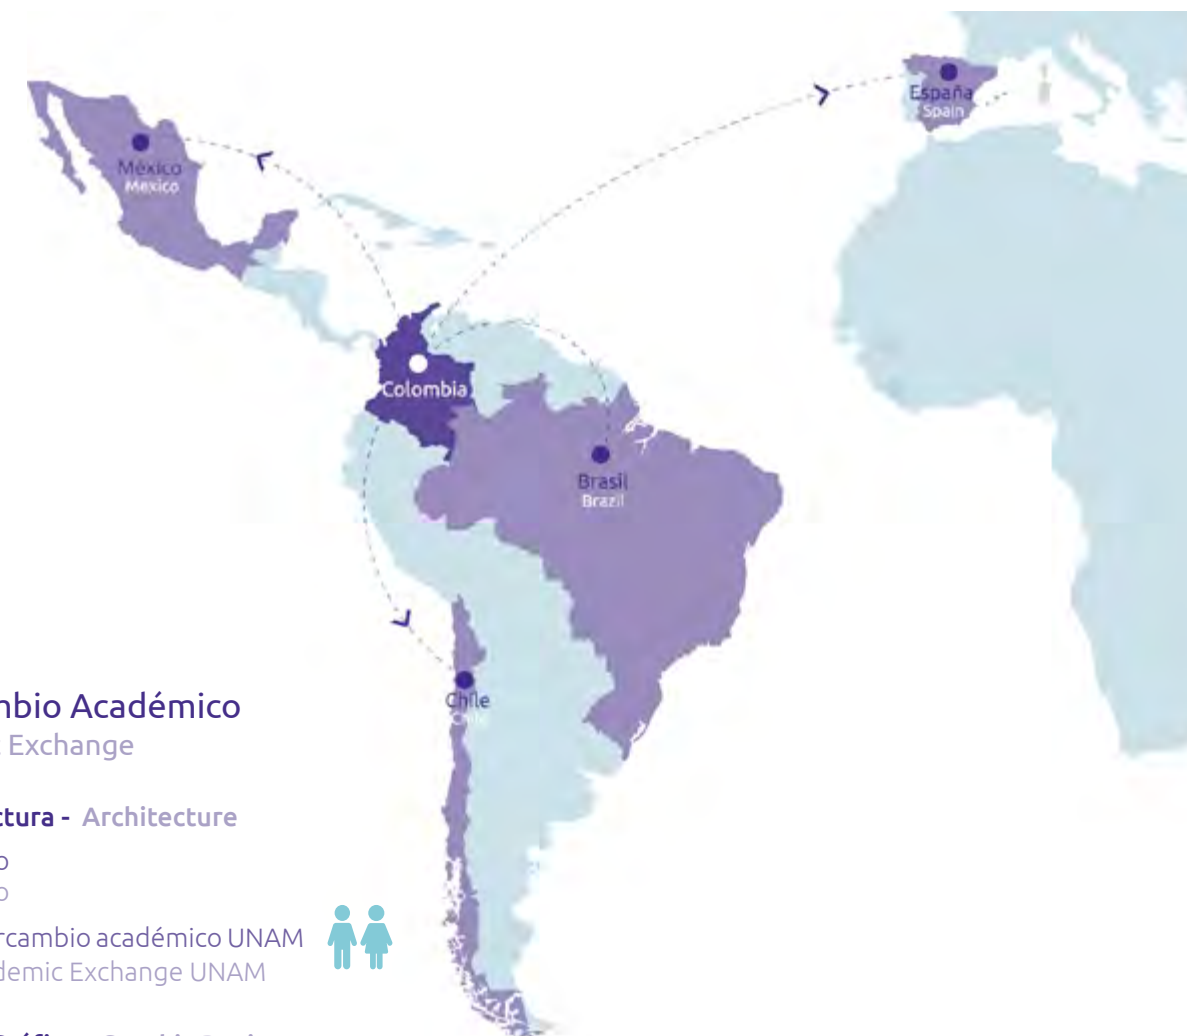 España
Spain
México
Mexico
Colombia
Brasil
Brazil
Chile
Chile
mbio Académico
Exchange
ctura - Architecture
o
o
rcambio académico UNAM
demic Exchange UNAM